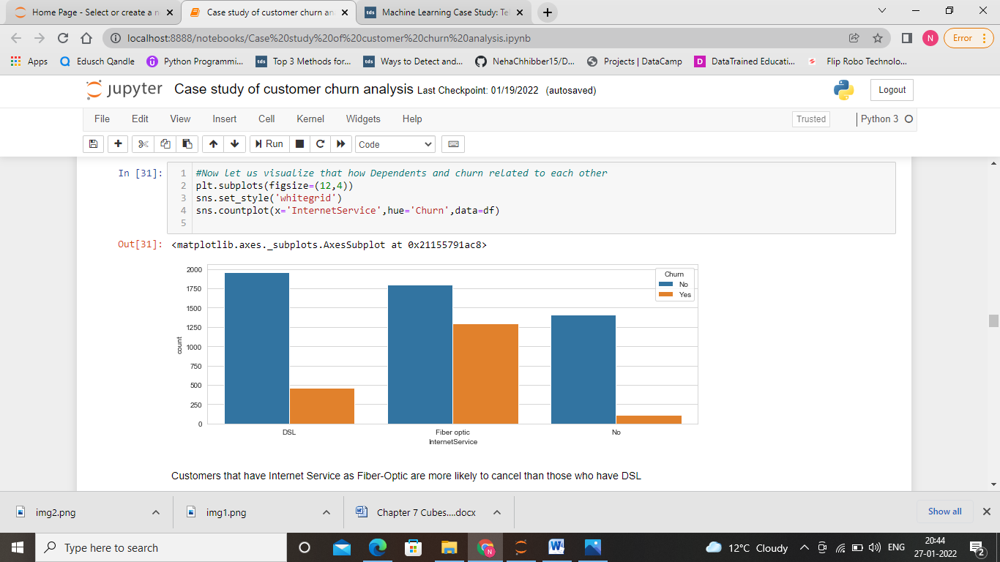 Home Page - Select or create a n
Case study of customer churn an
Machine Learning Case Study: Tel
localhost:8888/notebooks/Case%20study%20of%20customer%20churn%20analysis.ipynb
N
Error
Apps
Edusch Qandle
Python Programmi...
tds
Top 3 Methods for...
tds
Ways to Detect and...
NehaChhibber15/D...
Projects | DataCamp
D
DataTrained Educati...
Flip Robo Technolo...
jupyter
Case study of customer churn analysis Last Checkpoint: 01/19/2022 (autosaved)
Logout
File Edit View Insert Cell Kernel Widgets Help
Trusted
Python 3
Run
Code
In [31]:
1 #Now let us visualize that how Dependents and churn related to each other
2 plt.subplots(figsize=(12,4))
3 sns.set_style('whitegrid')
4 sns.countplot(x='InternetService',hue='Churn',data=df)
5
Out[31]: <matplotlib.axes._subplots.AxesSubplot at 0x21155791ac8>
Churn
No
Yes
2000
1750
1500
1250
1000
750
500
250
0
count
DSL
Fiber optic
No
InternetService
Customers that have Internet Service as Fiber-Optic are more likely to cancel than those who have DSL
img2.png
img1.png
Chapter 7 Cubes....docx
Show all
Type here to search
12°C Cloudy
ENG
20:44
27-01-2022
2